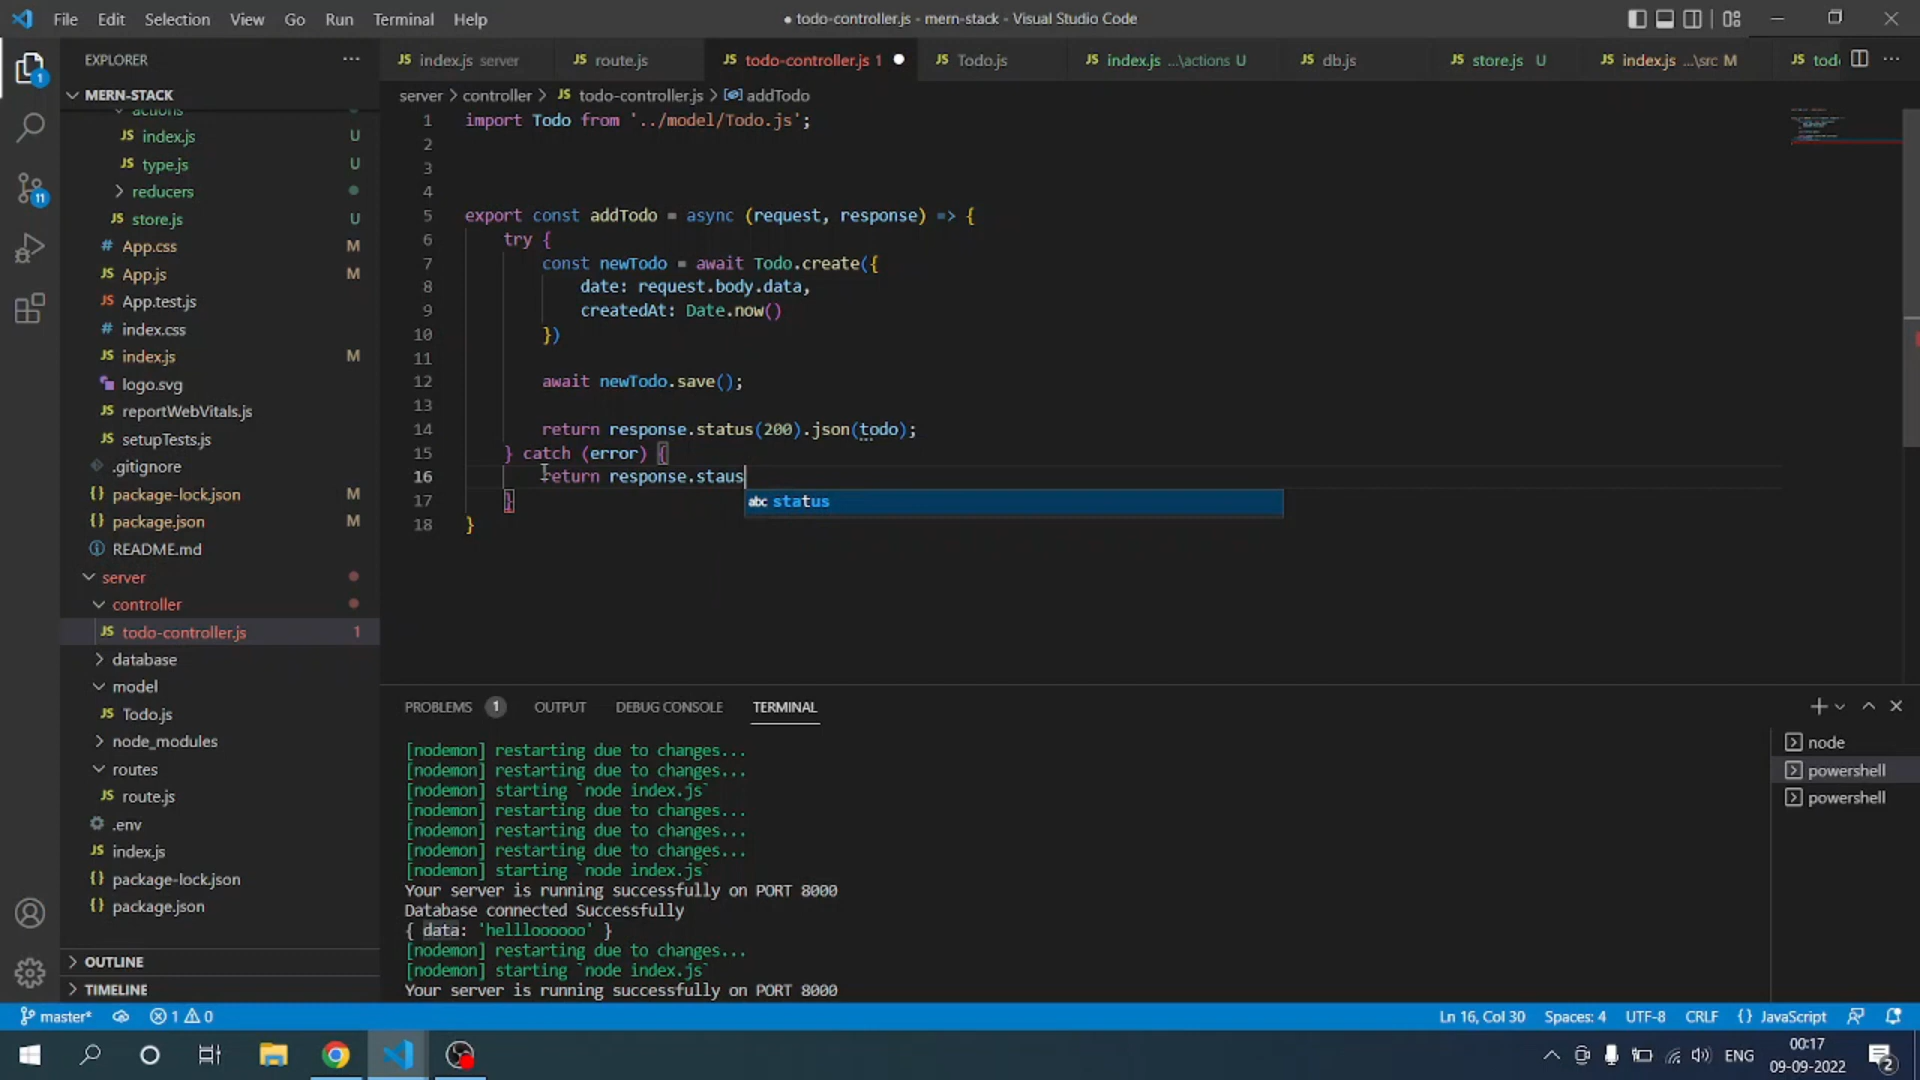 File Edit Selection View Go Run Terminal Help
● todo-controller.js - mern-stack - Visual Studio Code
EXPLORER
index.js server
route.js
todo-controller.js 1
Todo.js
index.js ...\actions U
db.js
store.js U
index.js ...\src M
MERN-STACK
actions
index.js U
type.js U
reducers
store.js U
App.css M
App.js M
App.test.js
index.css
index.js M
logo.svg
reportWebVitals.js
setupTests.js
.gitignore
package-lock.json M
package.json M
README.md
server
controller
todo-controller.js 1
database
model
Todo.js
node_modules
routes
route.js
.env
index.js
package-lock.json
package.json
OUTLINE
TIMELINE
server > controller > JS todo-controller.js > addTodo
1 import Todo from '../model/Todo.js';
2
3
4
5 export const addTodo = async (request, response) => {
6 try {
7 const newTodo = await Todo.create({
8 date: request.body.data,
9 createdAt: Date.now()
10 })
11
12 await newTodo.save();
13
14 return response.status(200).json(todo);
15 } catch (error) {
16 return response.staus
abc status
17 }
18 }
PROBLEMS 1 OUTPUT DEBUG CONSOLE TERMINAL
[nodemon] restarting due to changes...
[nodemon] restarting due to changes...
[nodemon] starting `node index.js`
[nodemon] restarting due to changes...
[nodemon] restarting due to changes...
[nodemon] restarting due to changes...
[nodemon] starting `node index.js`
Your server is running successfully on PORT 8000
Database connected Successfully
{ data: 'hellloooooo' }
[nodemon] restarting due to changes...
[nodemon] starting `node index.js`
Your server is running successfully on PORT 8000
node
powershell
powershell
master* 1 0
Ln 16, Col 30 Spaces: 4 UTF-8 CRLF {} JavaScript
ENG
00:17
09-09-2022
2